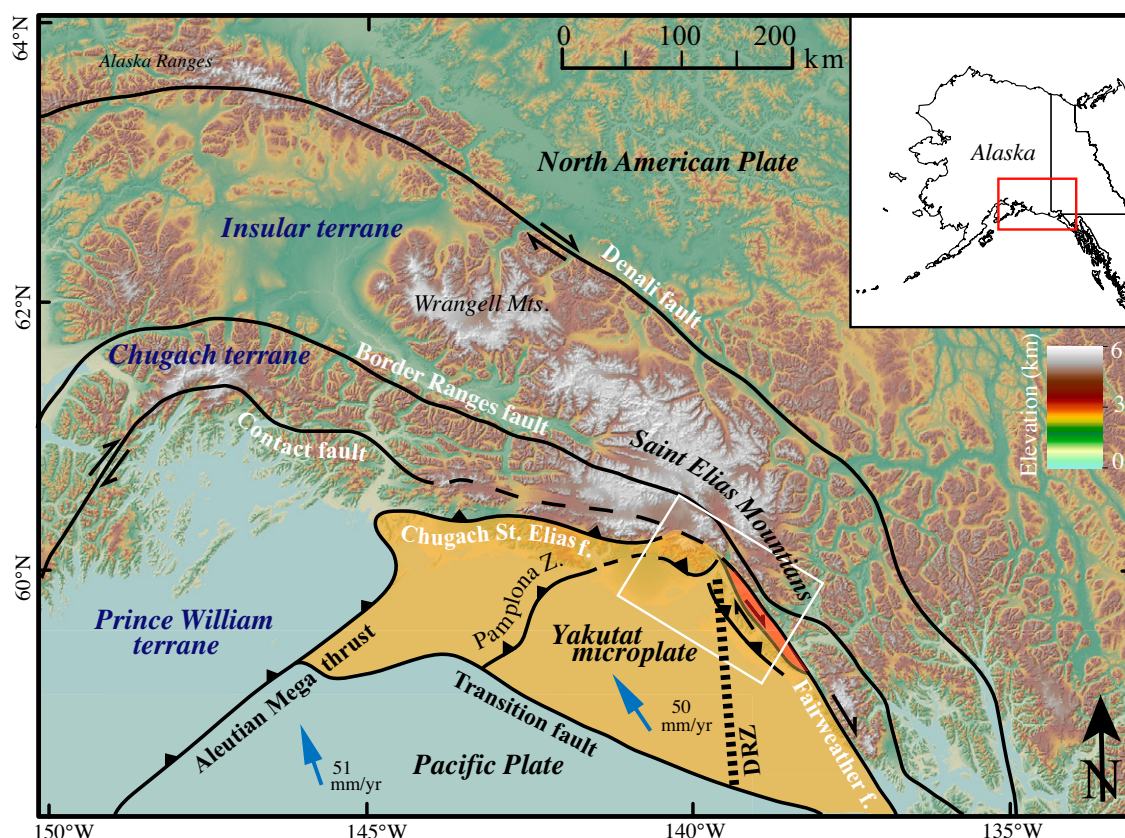 64°N
62°N
60°N
150°W
145°W
140°W
135°W
0 100 200
km
Alaska Ranges
North American Plate
Alaska
Insular terrane
Denali fault
Wrangell Mts.
Chugach terrane
Border Ranges fault
Elevation (km)
6
3
0
Contact fault
Saint Elias Mountians
Chugach St. Elias f.
Pamplona Z.
Prince William
terrane
Yakutat
microplate
Aleutian Mega thrust
Transition fault
Fairweather f.
DRZ
50
mm/yr
51
mm/yr
Pacific Plate
N